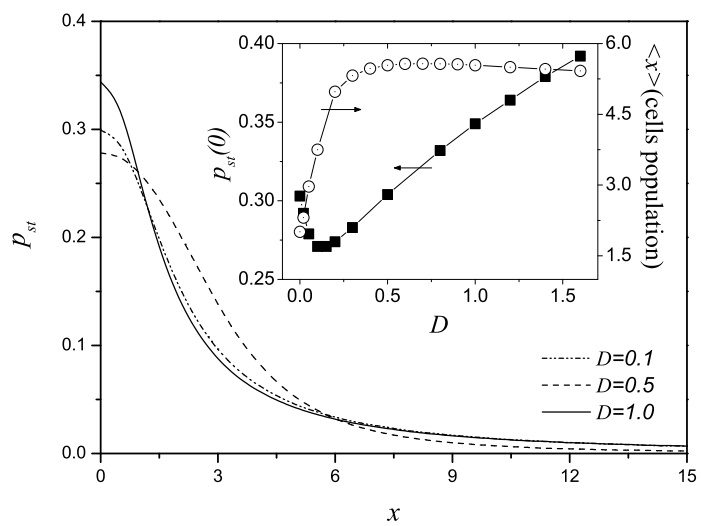 0.4
0.3
0.2
0.1
0.0
p_st
0 3 6 9 12 15
x
0.40
0.35
0.30
0.25
p_st(0)
0.0 0.5 1.0 1.5
D
6.0
4.5
3.0
1.5
<x>(cells population)
D=0.1
D=0.5
D=1.0